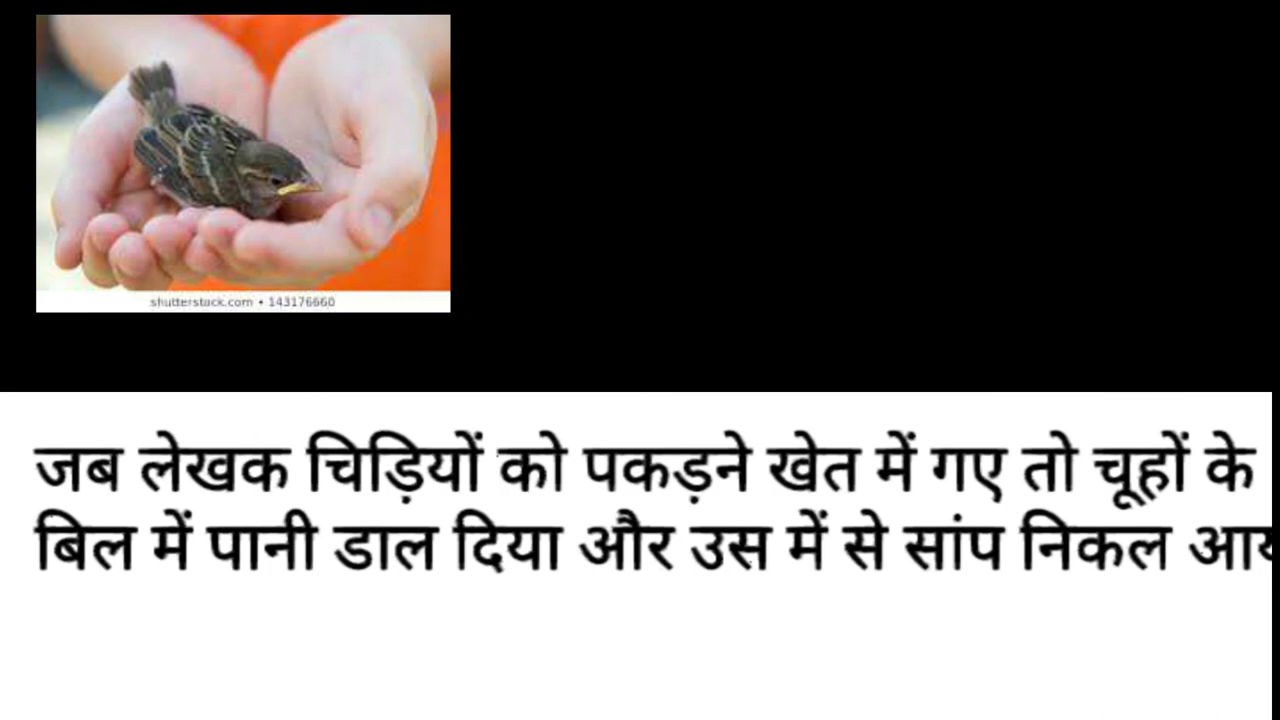 shutterstock.com • 143176660
जब लेखक चिड़ियों को पकड़ने खेत में गए तो चूहों के
बिल में पानी डाल दिया और उस में से सांप निकल